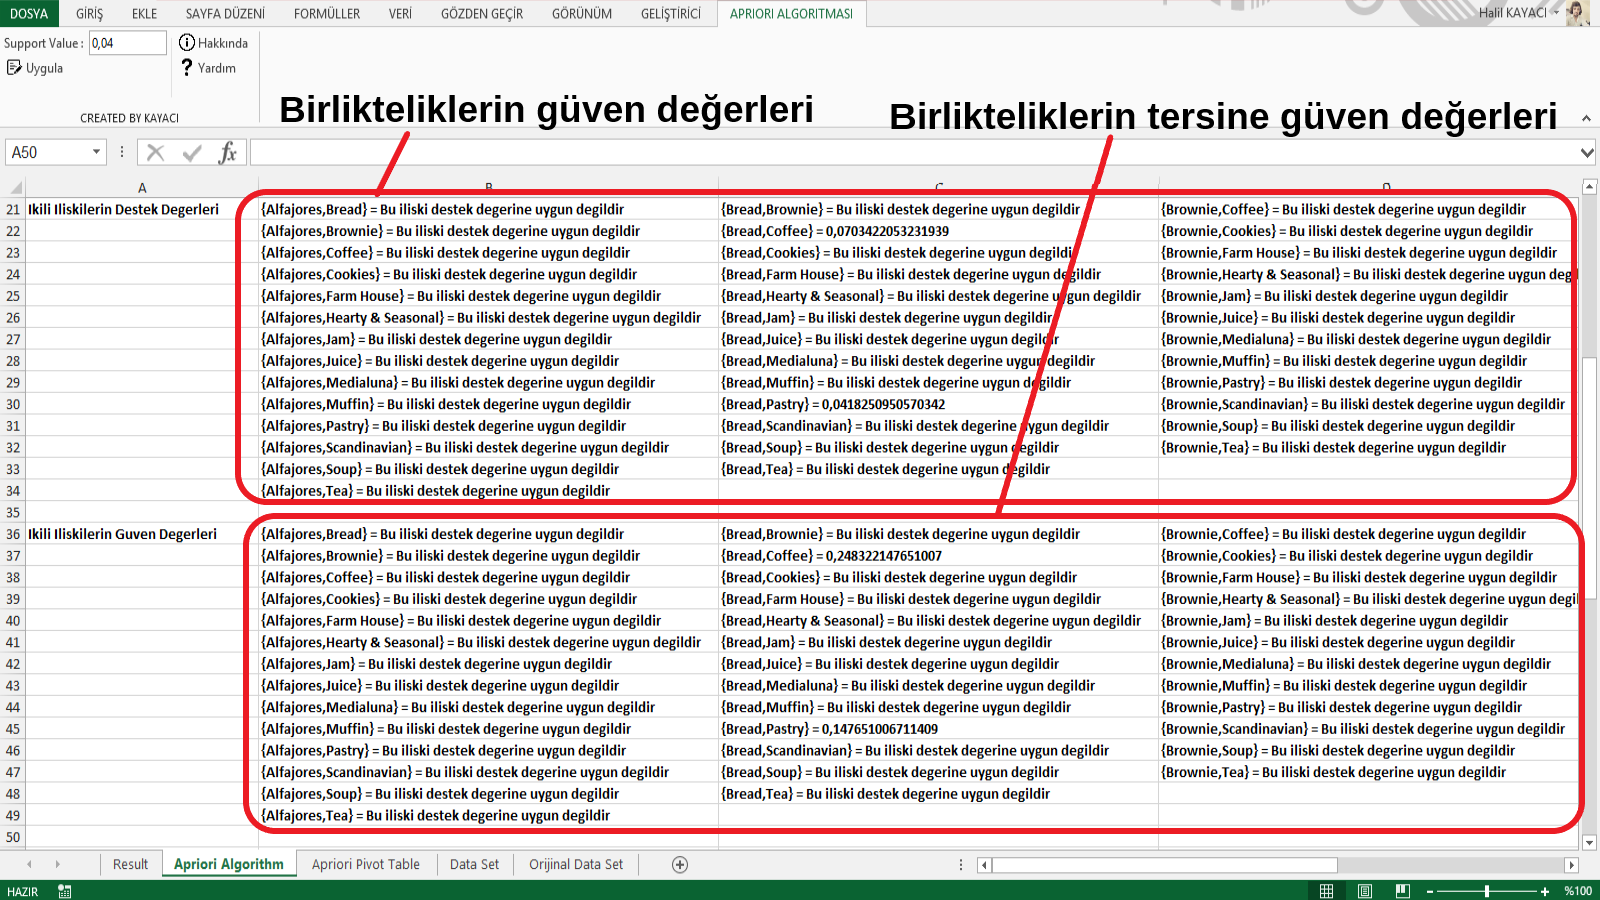 DOSYA GİRİŞ EKLE SAYFA DÜZENİ FORMÜLLER VERİ GÖZDEN GEÇİR GÖRÜNÜM GELİŞTİRİCİ APRIORI ALGORITMASI Halil KAYACI
Support Value : 0,04 Hakkında
Uygula Yardım
CREATED BY KAYACI
Birlikteliklerin güven değerleri Birlikteliklerin tersine güven değerleri
A50 fx
A B C D
21 Ikili Iliskilerin Destek Degerleri {Alfajores,Bread} = Bu iliski destek degerine uygun degildir {Bread,Brownie} = Bu iliski destek degerine uygun degildir {Brownie,Coffee} = Bu iliski destek degerine uygun degildir
22 {Alfajores,Brownie} = Bu iliski destek degerine uygun degildir {Bread,Coffee} = 0,0703422053231939 {Brownie,Cookies} = Bu iliski destek degerine uygun degildir
23 {Alfajores,Coffee} = Bu iliski destek degerine uygun degildir {Bread,Cookies} = Bu iliski destek degerine uygun degildir {Brownie,Farm House} = Bu iliski destek degerine uygun degildir
24 {Alfajores,Cookies} = Bu iliski destek degerine uygun degildir {Bread,Farm House} = Bu iliski destek degerine uygun degildir {Brownie,Hearty & Seasonal} = Bu iliski destek degerine uygun deg
25 {Alfajores,Farm House} = Bu iliski destek degerine uygun degildir {Bread,Hearty & Seasonal} = Bu iliski destek degerine uygun degildir {Brownie,Jam} = Bu iliski destek degerine uygun degildir
26 {Alfajores,Hearty & Seasonal} = Bu iliski destek degerine uygun degildir {Bread,Jam} = Bu iliski destek degerine uygun degildir {Brownie,Juice} = Bu iliski destek degerine uygun degildir
27 {Alfajores,Jam} = Bu iliski destek degerine uygun degildir {Bread,Juice} = Bu iliski destek degerine uygun degildir {Brownie,Medialuna} = Bu iliski destek degerine uygun degildir
28 {Alfajores,Juice} = Bu iliski destek degerine uygun degildir {Bread,Medialuna} = Bu iliski destek degerine uygun degildir {Brownie,Muffin} = Bu iliski destek degerine uygun degildir
29 {Alfajores,Medialuna} = Bu iliski destek degerine uygun degildir {Bread,Muffin} = Bu iliski destek degerine uygun degildir {Brownie,Pastry} = Bu iliski destek degerine uygun degildir
30 {Alfajores,Muffin} = Bu iliski destek degerine uygun degildir {Bread,Pastry} = 0,0418250950570342 {Brownie,Scandinavian} = Bu iliski destek degerine uygun degildir
31 {Alfajores,Pastry} = Bu iliski destek degerine uygun degildir {Bread,Scandinavian} = Bu iliski destek degerine uygun degildir {Brownie,Soup} = Bu iliski destek degerine uygun degildir
32 {Alfajores,Scandinavian} = Bu iliski destek degerine uygun degildir {Bread,Soup} = Bu iliski destek degerine uygun degildir {Brownie,Tea} = Bu iliski destek degerine uygun degildir
33 {Alfajores,Soup} = Bu iliski destek degerine uygun degildir {Bread,Tea} = Bu iliski destek degerine uygun degildir
34 {Alfajores,Tea} = Bu iliski destek degerine uygun degildir
35
36 Ikili Iliskilerin Guven Degerleri {Alfajores,Bread} = Bu iliski destek degerine uygun degildir {Bread,Brownie} = Bu iliski destek degerine uygun degildir {Brownie,Coffee} = Bu iliski destek degerine uygun degildir
37 {Alfajores,Brownie} = Bu iliski destek degerine uygun degildir {Bread,Coffee} = 0,248322147651007 {Brownie,Cookies} = Bu iliski destek degerine uygun degildir
38 {Alfajores,Coffee} = Bu iliski destek degerine uygun degildir {Bread,Cookies} = Bu iliski destek degerine uygun degildir {Brownie,Farm House} = Bu iliski destek degerine uygun degildir
39 {Alfajores,Cookies} = Bu iliski destek degerine uygun degildir {Bread,Farm House} = Bu iliski destek degerine uygun degildir {Brownie,Hearty & Seasonal} = Bu iliski destek degerine uygun degil
40 {Alfajores,Farm House} = Bu iliski destek degerine uygun degildir {Bread,Hearty & Seasonal} = Bu iliski destek degerine uygun degildir {Brownie,Jam} = Bu iliski destek degerine uygun degildir
41 {Alfajores,Hearty & Seasonal} = Bu iliski destek degerine uygun degildir {Bread,Jam} = Bu iliski destek degerine uygun degildir {Brownie,Juice} = Bu iliski destek degerine uygun degildir
42 {Alfajores,Jam} = Bu iliski destek degerine uygun degildir {Bread,Juice} = Bu iliski destek degerine uygun degildir {Brownie,Medialuna} = Bu iliski destek degerine uygun degildir
43 {Alfajores,Juice} = Bu iliski destek degerine uygun degildir {Bread,Medialuna} = Bu iliski destek degerine uygun degildir {Brownie,Muffin} = Bu iliski destek degerine uygun degildir
44 {Alfajores,Medialuna} = Bu iliski destek degerine uygun degildir {Bread,Muffin} = Bu iliski destek degerine uygun degildir {Brownie,Pastry} = Bu iliski destek degerine uygun degildir
45 {Alfajores,Muffin} = Bu iliski destek degerine uygun degildir {Bread,Pastry} = 0,147651006711409 {Brownie,Scandinavian} = Bu iliski destek degerine uygun degildir
46 {Alfajores,Pastry} = Bu iliski destek degerine uygun degildir {Bread,Scandinavian} = Bu iliski destek degerine uygun degildir {Brownie,Soup} = Bu iliski destek degerine uygun degildir
47 {Alfajores,Scandinavian} = Bu iliski destek degerine uygun degildir {Bread,Soup} = Bu iliski destek degerine uygun degildir {Brownie,Tea} = Bu iliski destek degerine uygun degildir
48 {Alfajores,Soup} = Bu iliski destek degerine uygun degildir {Bread,Tea} = Bu iliski destek degerine uygun degildir
49 {Alfajores,Tea} = Bu iliski destek degerine uygun degildir
50
Result Apriori Algorithm Apriori Pivot Table Data Set Orijinal Data Set
HAZIR %100